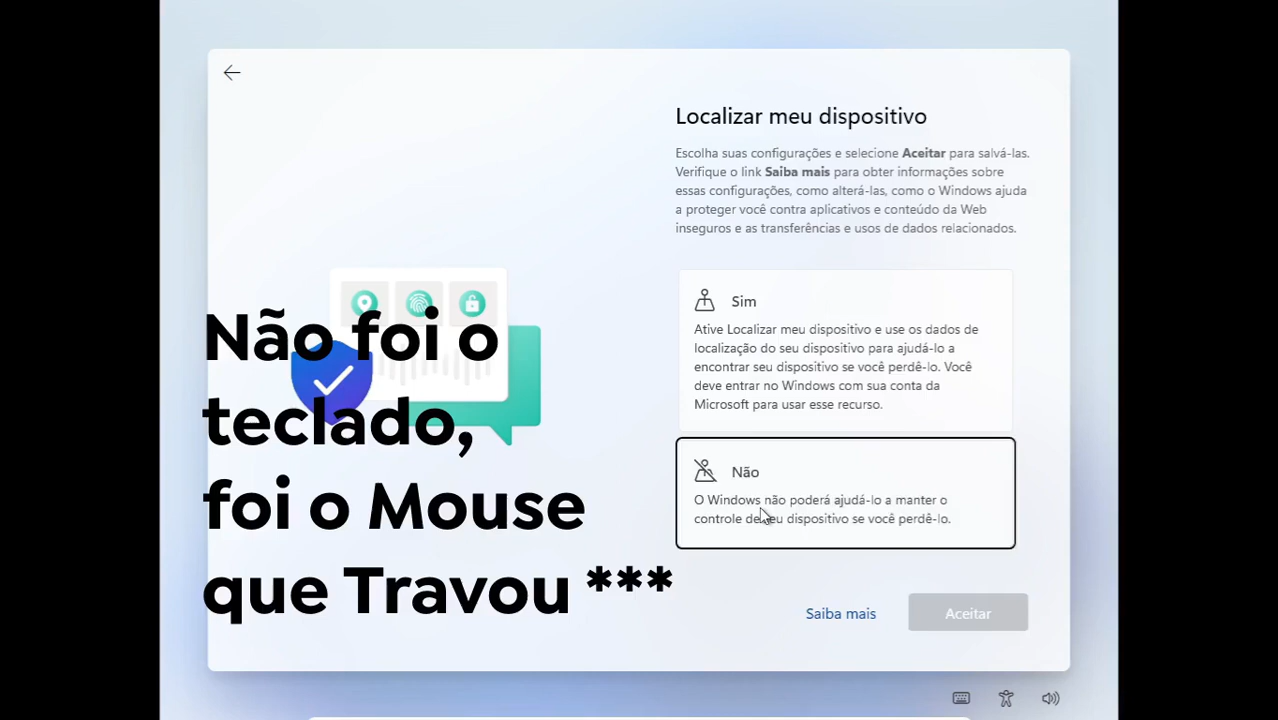 Localizar meu dispositivo
Escolha suas configurações e selecione Aceitar para salvá-las.
Verifique o link Saiba mais para obter informações sobre
essas configurações, como alterá-las, como o Windows ajuda
a proteger você contra aplicativos e conteúdo da Web
inseguros e as transferências e usos de dados relacionados.
Sim
Ative Localizar meu dispositivo e use os dados de
localização do seu dispositivo para ajudá-lo a
encontrar seu dispositivo se você perdê-lo. Você
deve entrar no Windows com sua conta da
Microsoft para usar esse recurso.
Não
O Windows não poderá ajudá-lo a manter o
controle de seu dispositivo se você perdê-lo.
Saiba mais
Aceitar
Não foi o
teclado,
foi o Mouse
que Travou ***